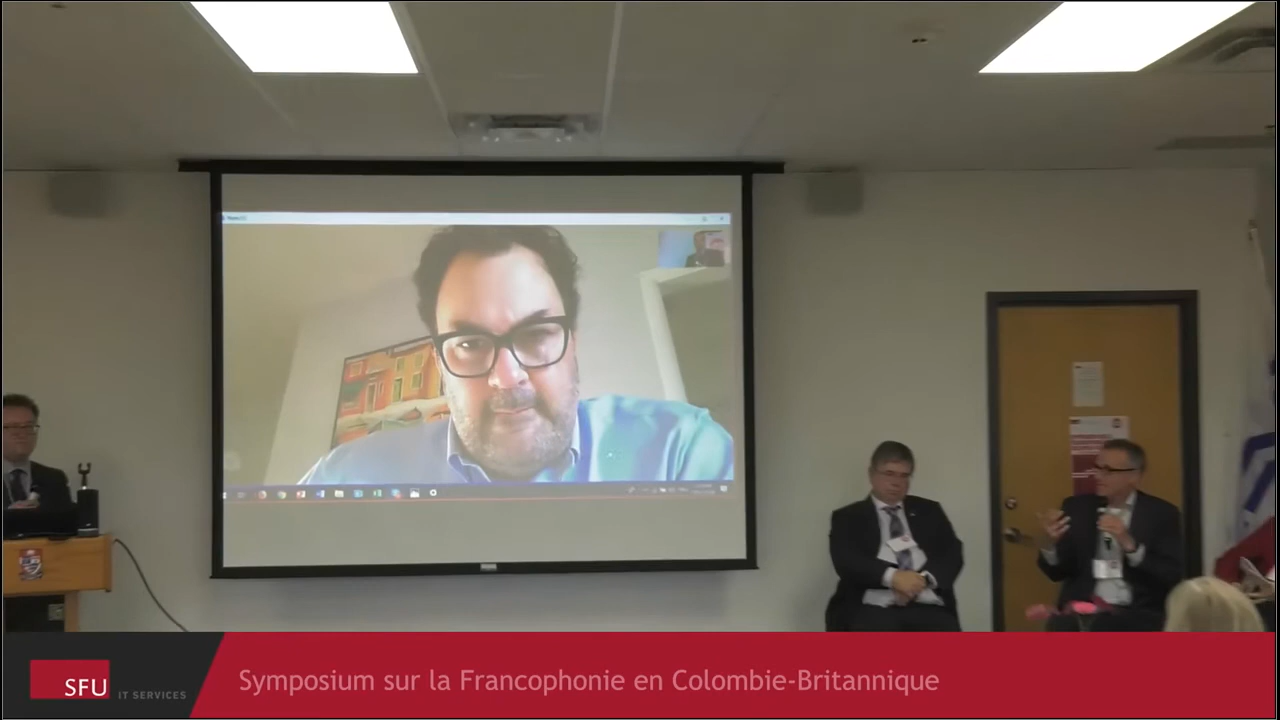 SFU IT SERVICES
Symposium sur la Francophonie en Colombie-Britannique